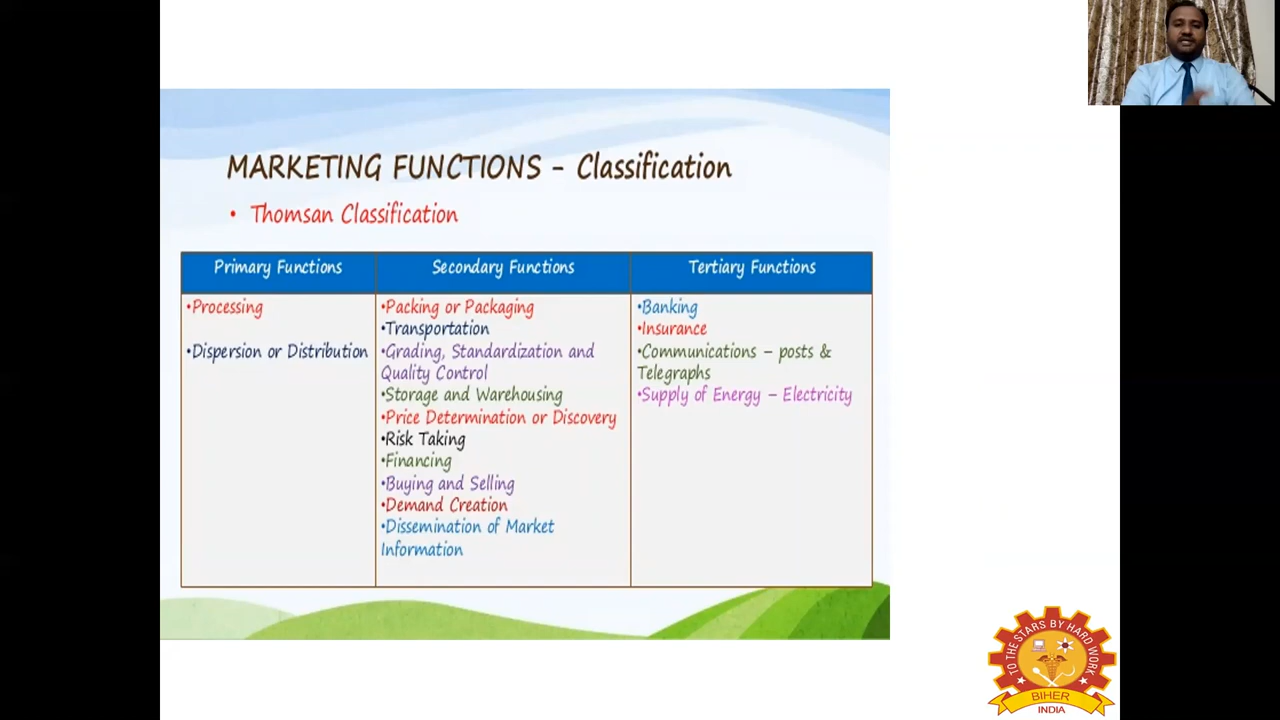 MARKETING FUNCTIONS - Classification
• Thomsan Classification
Primary Functions
•Processing
•Dispersion or Distribution
Secondary Functions
•Packing or Packaging
•Transportation
•Grading, Standardization and
Quality Control
•Storage and Warehousing
•Price Determination or Discovery
•Risk Taking
•Financing
•Buying and Selling
•Demand Creation
•Dissemination of Market
Information
Tertiary Functions
•Banking
•Insurance
•Communications – posts &
Telegraphs
•Supply of Energy – Electricity
TO THE STARS BY HARD WORK
BIHER
INDIA